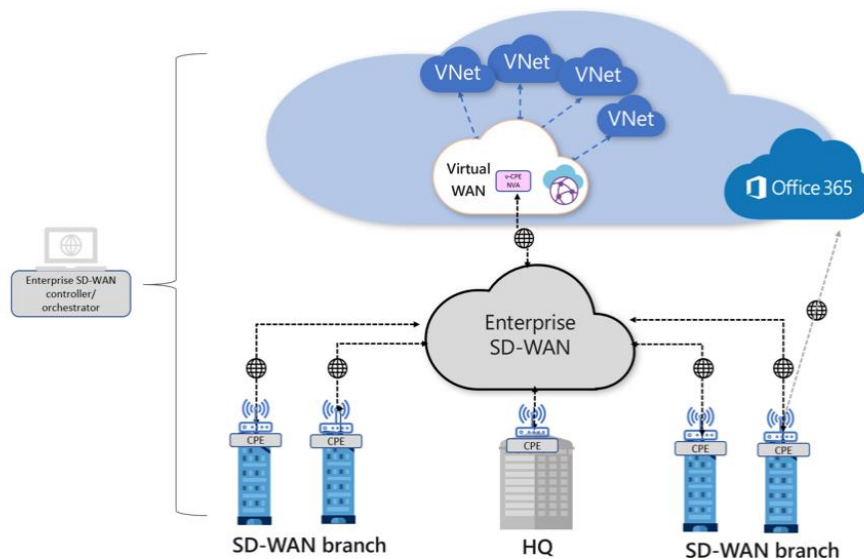 VNet
VNet
VNet
VNet
Virtual
WAN
v-CPE
NVA
Office 365
Enterprise SD-WAN
controller/
orchestrator
Enterprise
SD-WAN
CPE
CPE
CPE
CPE
CPE
SD-WAN branch
HQ
SD-WAN branch